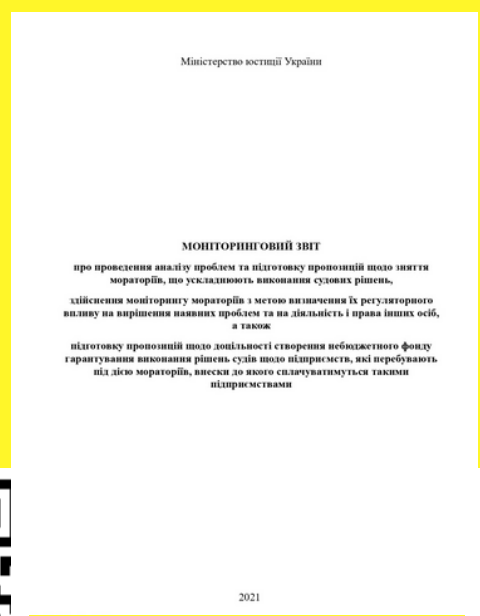 Міністерство юстиції України
МОНІТОРИНГОВИЙ ЗВІТ
про проведення аналізу проблем та підготовку пропозицій щодо зняття
мораторіїв, що ускладнюють виконання судових рішень,
здійснення моніторингу мораторіїв з метою визначення їх регуляторного
впливу на вирішення наявних проблем та на діяльність і права інших осіб,
а також
підготовку пропозицій щодо доцільності створення небюджетного фонду
гарантування виконання рішень судів щодо підприємств, які перебувають
під дією мораторіїв, внески до якого сплачуватимуться такими
підприємствами
2021